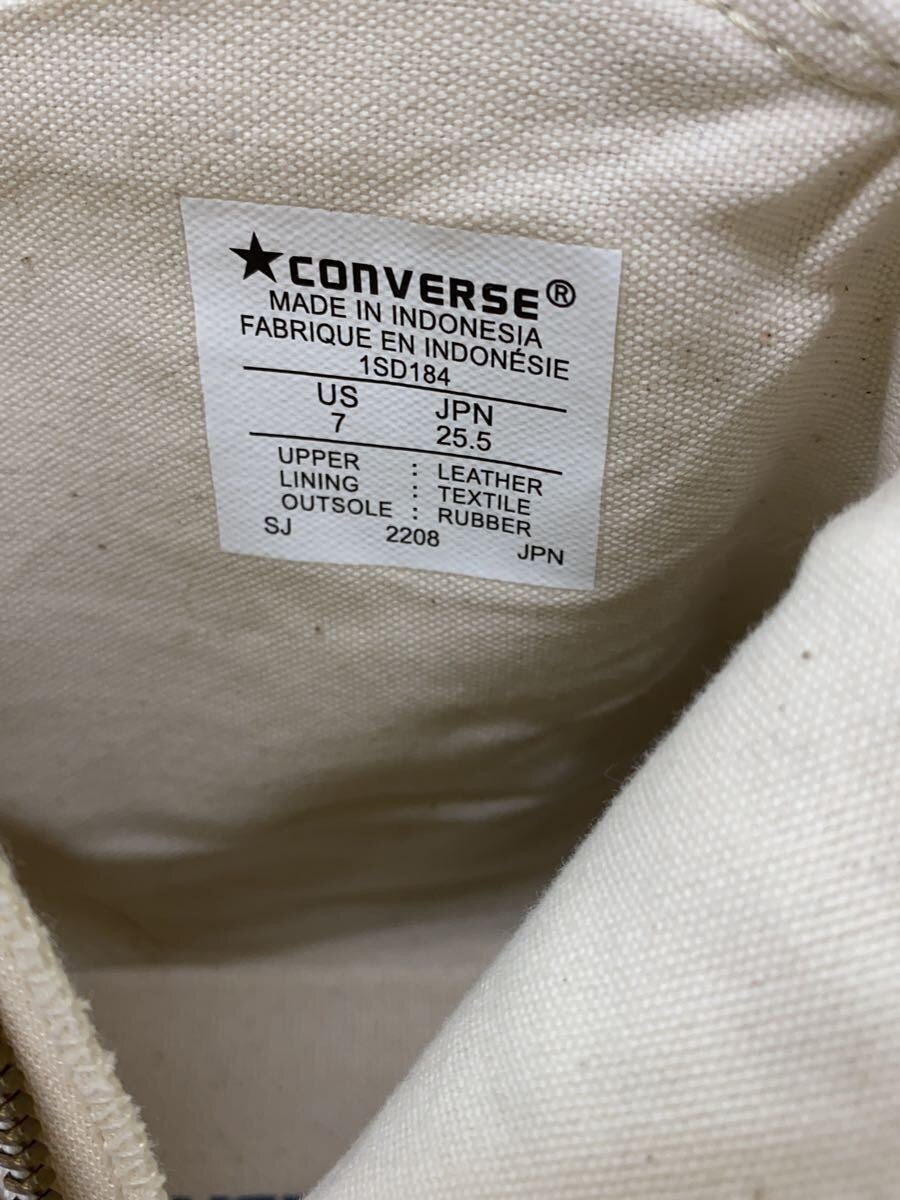 ★CONVERSE®
MADE IN INDONESIA
FABRIQUE EN INDONÉSIE
1SD184
US JPN
7 25.5
UPPER : LEATHER
LINING : TEXTILE
OUTSOLE : RUBBER
SJ 2208 JPN